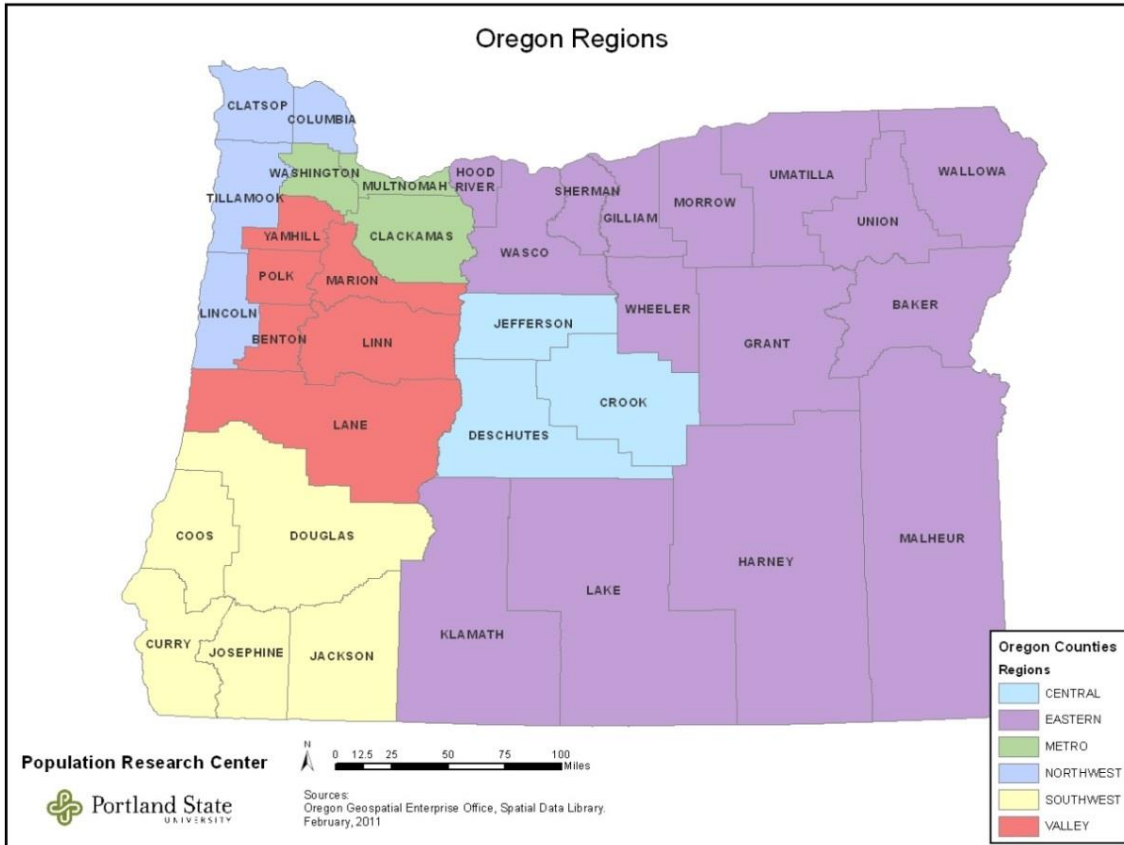 Oregon Regions
CLATSOP
COLUMBIA
WASHINGTON
TILLAMOOK
MULTNOMAH
HOOD
RIVER
SHERMAN
GILLIAM
MORROW
UMATILLA
WALLOWA
UNION
YAMHILL
CLACKAMAS
WASCO
POLK
MARION
WHEELER
BAKER
LINCOLN
BENTON
LINN
JEFFERSON
GRANT
CROOK
LANE
DESCHUTES
COOS
DOUGLAS
MALHEUR
HARNEY
LAKE
KLAMATH
CURRY
JOSEPHINE
JACKSON
Oregon Counties
Regions
CENTRAL
EASTERN
METRO
NORTHWEST
SOUTHWEST
VALLEY
Population Research Center
N
0 12.5 25 50 75 100
Miles
Portland State
UNIVERSITY
Sources:
Oregon Geospatial Enterprise Office, Spatial Data Library.
February, 2011